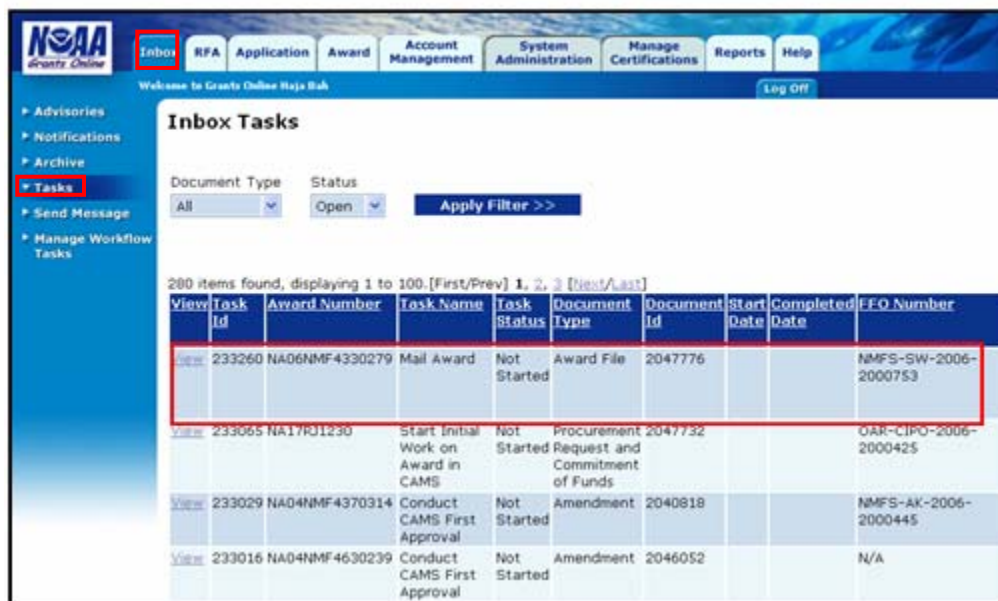 NOAA
Grants Online
Inbox RFA Application Award Account Management System Administration Manage Certifications Reports Help
Welcome to Grants Online Haja Bah
Log Off
Advisories
Notifications
Archive
Tasks
Send Message
Manage Workflow
Tasks
Inbox Tasks
Document Type Status
All Open Apply Filter >>
280 items found, displaying 1 to 100.[First/Prev] 1, 2, 3 [Next/Last]
View Task Award Number Task Name Task Document Document Start Completed FFO Number
Id Status Type Id Date Date
View 233260 NA06NMF4330279 Mail Award Not Award File 2047776 NMFS-SW-2006-
Started 2000753
View 233065 NA17RJ1230 Start Initial Not Procurement 2047732 OAR-CIPO-2006-
Work on Started Request and 2000425
Award in Commitment
CAMS of Funds
View 233029 NA04NMF4370314 Conduct Not Amendment 2040818 NMFS-AK-2006-
CAMS First Started 2000445
Approval
View 233016 NA04NMF4630239 Conduct Not Amendment 2046052 N/A
CAMS First Started
Approval